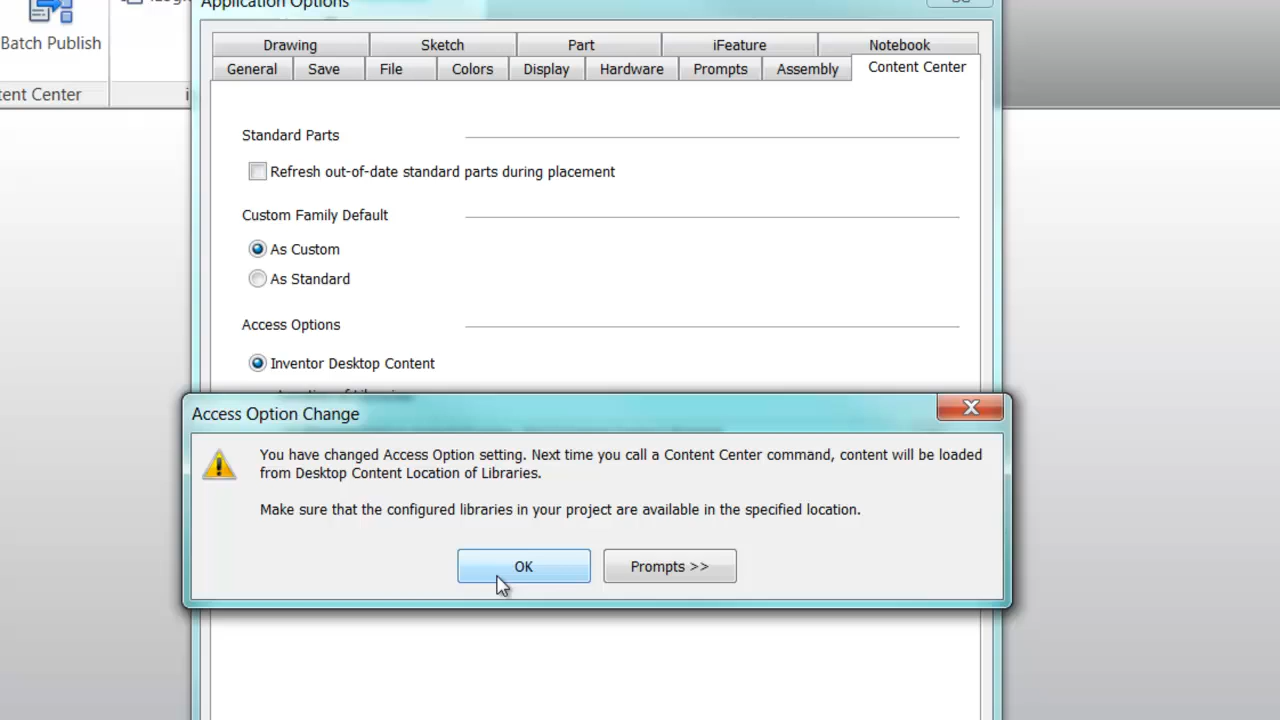 Application Options
Batch Publish
tent Center
Drawing Sketch Part iFeature Notebook
General Save File Colors Display Hardware Prompts Assembly Content Center
Standard Parts
Refresh out-of-date standard parts during placement
Custom Family Default
As Custom
As Standard
Access Options
Inventor Desktop Content
Access Option Change
You have changed Access Option setting. Next time you call a Content Center command, content will be loaded
from Desktop Content Location of Libraries.
Make sure that the configured libraries in your project are available in the specified location.
OK Prompts >>